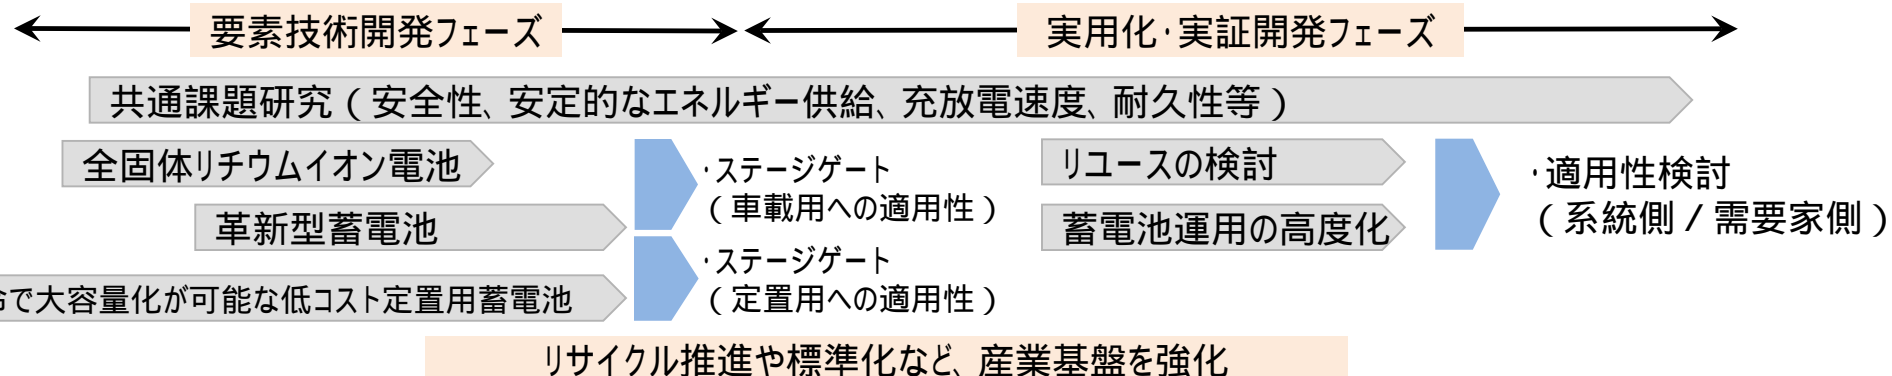 要素技術開発フェーズ
実用化・実証開発フェーズ
共通課題研究（安全性、安定的なエネルギー供給、充放電速度、耐久性等）
全固体リチウムイオン電池
革新型蓄電池
で大容量化が可能な低コスト定置用蓄電池
・ステージゲート
（車載用への適用性）
・ステージゲート
（定置用への適用性）
リユースの検討
蓄電池運用の高度化
・適用性検討
（系統側／需要家側）
リサイクル推進や標準化など、産業基盤を強化